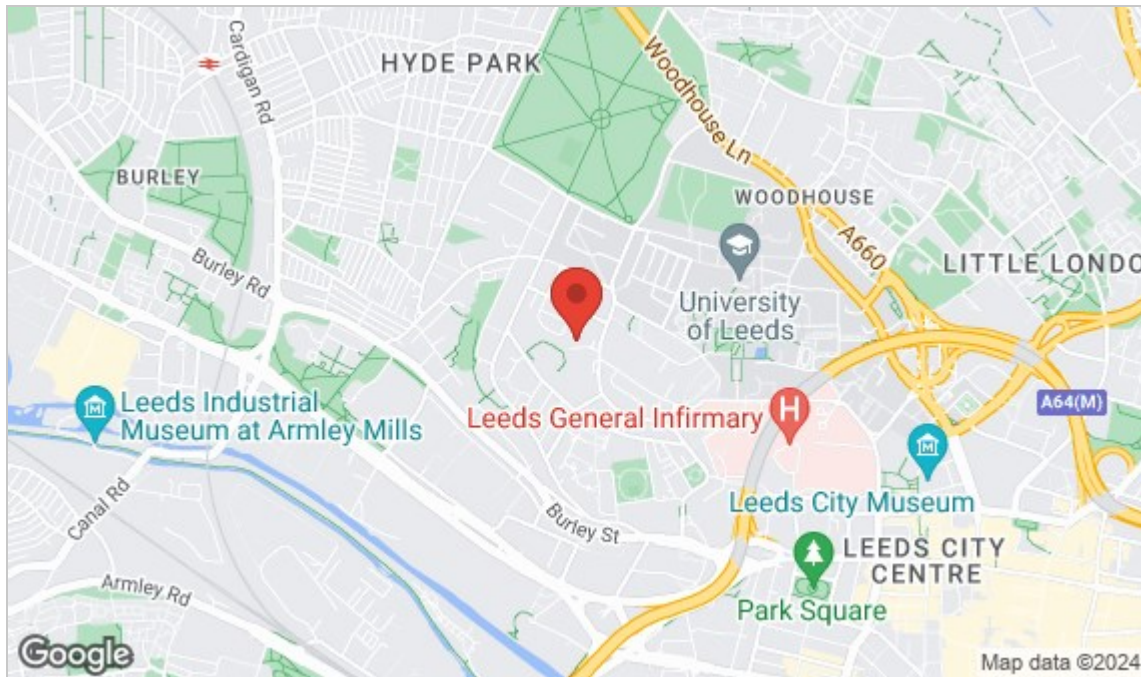 Cardigan Rd
HYDE PARK
Woodhouse Ln
BURLEY
WOODHOUSE
A660
Burley Rd
LITTLE LONDO
University
of Leeds
Leeds Industrial
Museum at Armley Mills
Leeds General Infirmary
H
A64(M)
M
M
Leeds City Museum
Canal Rd
Burley St
LEEDS CITY
CENTRE
Armley Rd
Park Square
Google
Map data ©2024